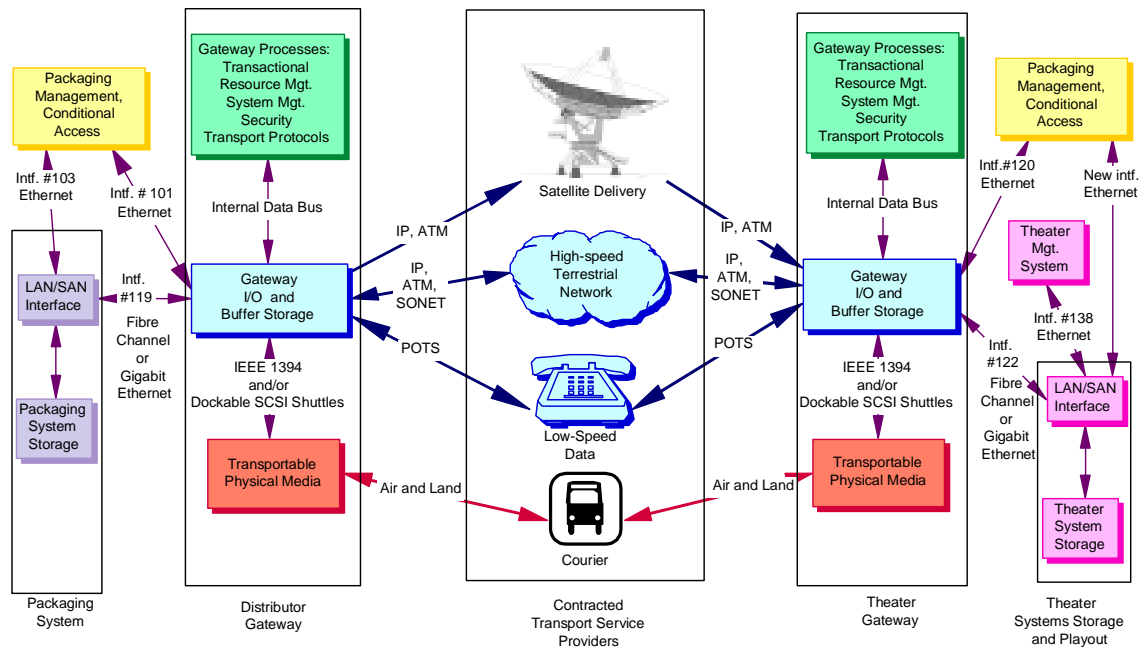 Packaging
Management,
Conditional
Access
Intf. #103
Ethernet
Intf. # 101
Ethernet
LAN/SAN
Interface
Intf.
#119
Fibre
Channel
or
Gigabit
Ethernet
Packaging
System
Storage
Packaging
System
Gateway Processes:
Transactional
Resource Mgt.
System Mgt.
Security
Transport Protocols
Internal Data Bus
Gateway
I/O and
Buffer Storage
IEEE 1394
and/or
Dockable SCSI Shuttles
Transportable
Physical Media
Distributor
Gateway
IP, ATM
IP,
ATM,
SONET
POTS
Air and Land
Satellite Delivery
High-speed
Terrestrial
Network
Low-Speed
Data
Courier
Contracted
Transport Service
Providers
IP, ATM
IP,
ATM,
SONET
POTS
Air and Land
Gateway Processes:
Transactional
Resource Mgt.
System Mgt.
Security
Transport Protocols
Internal Data Bus
Gateway
I/O and
Buffer Storage
IEEE 1394
and/or
Dockable SCSI Shuttles
Transportable
Physical Media
Theater
Gateway
Packaging
Management,
Conditional
Access
Intf.#120
Ethernet
New intf.
Ethernet
Theater
Mgt.
System
Intf. #138
Ethernet
Intf.
#122
Fibre
Channel
or
Gigabit
Ethernet
LAN/SAN
Interface
Theater
System
Storage
Theater
Systems Storage
and Playout